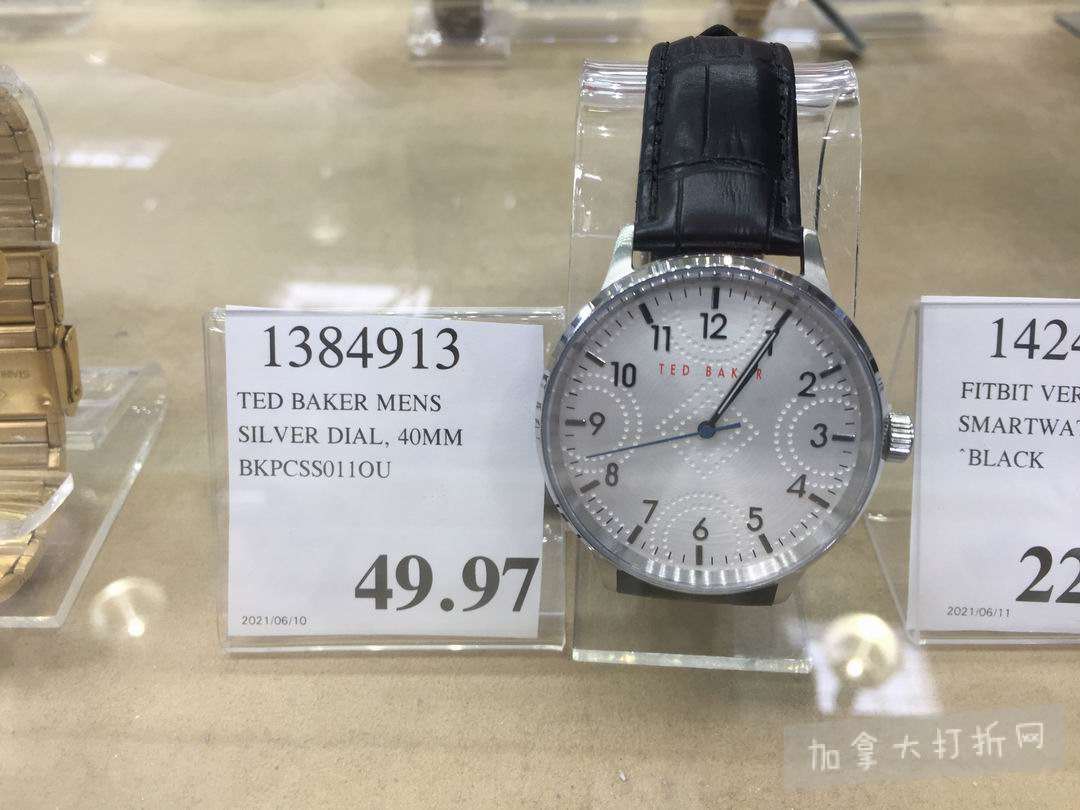 1384913
TED BAKER MENS
SILVER DIAL, 40MM
BKPCSS011OU
49.97
2021/06/10
12
1
2
3
4
5
6
7
8
9
10
11
TED BAKER
1424
FITBIT VER
SMARTWA
^BLACK
22
2021/06/11
加拿大打折网